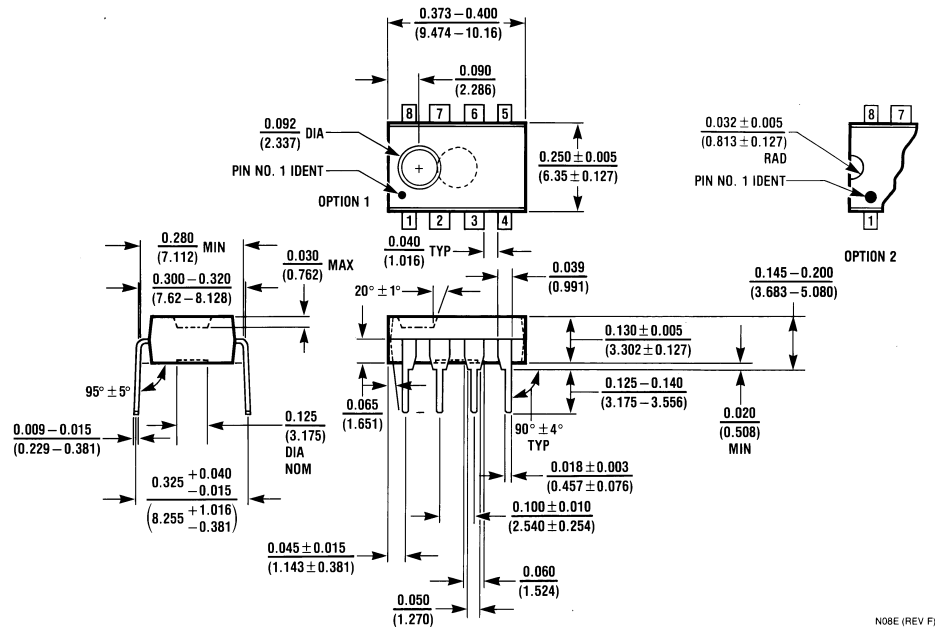 0.373 – 0.400
(9.474 – 10.16)
0.090
(2.286)
8 7 6 5
0.092 DIA
(2.337)
PIN NO. 1 IDENT
OPTION 1
0.250 ± 0.005
(6.35 ± 0.127)
1 2 3 4
8 7
0.032 ± 0.005
(0.813 ± 0.127)
RAD
PIN NO. 1 IDENT
1
OPTION 2
0.280 MIN
(7.112)
0.300 – 0.320
(7.62 – 8.128)
0.030 MAX
(0.762)
0.040 TYP
(1.016)
0.039
(0.991)
20° ± 1°
0.145 – 0.200
(3.683 – 5.080)
0.130 ± 0.005
(3.302 ± 0.127)
0.125 – 0.140
(3.175 – 3.556)
0.020
(0.508)
MIN
95° ± 5°
0.009 – 0.015
(0.229 – 0.381)
0.125
(3.175)
DIA
NOM
0.065
(1.651)
90° ± 4°
TYP
0.018 ± 0.003
(0.457 ± 0.076)
0.325 +0.040 −0.015
(8.255 +1.016 −0.381)
0.100 ± 0.010
(2.540 ± 0.254)
0.045 ± 0.015
(1.143 ± 0.381)
0.060
(1.524)
0.050
(1.270)
N08E (REV F)